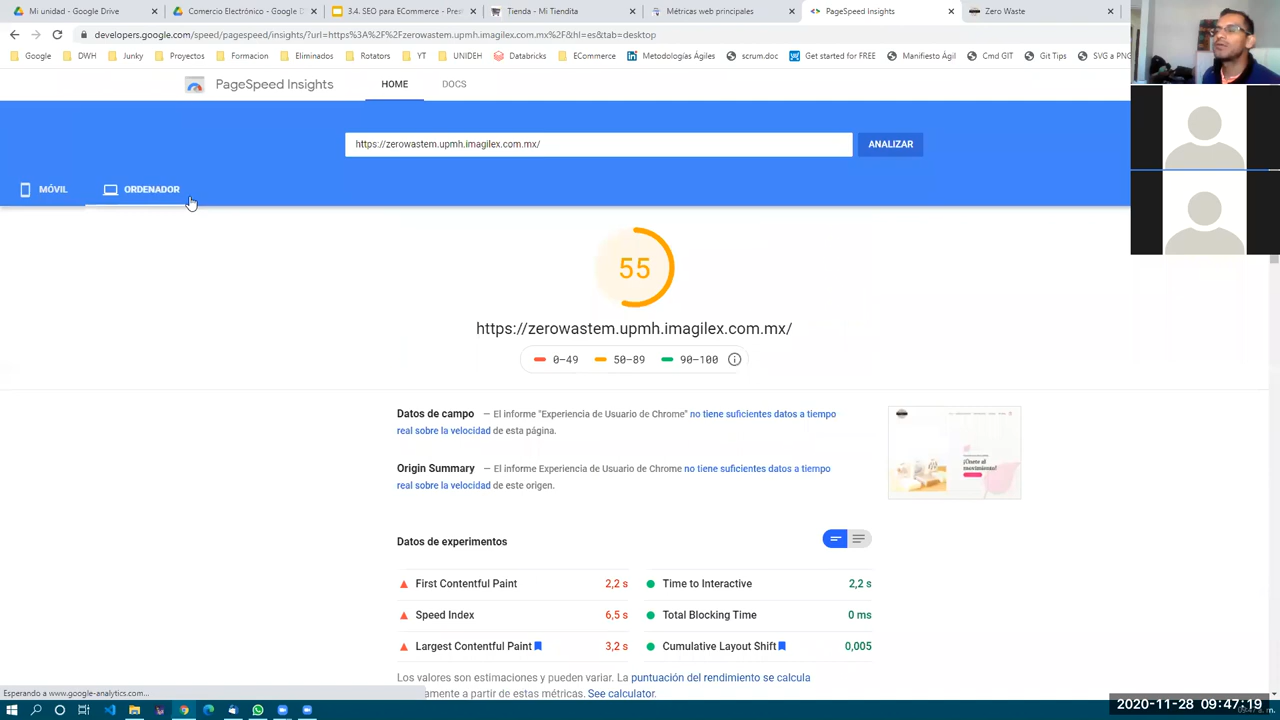 Mi unidad - Google Drive
Comercio Electrónico - Google D
3.4. SEO para ECommerce - Pres
Tienda - Mi Tiendita
Métricas web principales
PageSpeed Insights
Zero Waste
developers.google.com/speed/pagespeed/insights/?url=https%3A%2F%2Fzerowastem.upmh.imagilex.com.mx%2F&hl=es&tab=desktop
Google
DWH
Junky
Proyectos
Formacion
Eliminados
Rotators
YT
UNIDEH
Databricks
ECommerce
Metodologías Ágiles
scrum.doc
Get started for FREE
Manifiesto Ágil
Cmd GIT
Git Tips
SVG a PNG
PageSpeed Insights
HOME
DOCS
https://zerowastem.upmh.imagilex.com.mx/
ANALIZAR
MÓVIL
ORDENADOR
55
https://zerowastem.upmh.imagilex.com.mx/
0–49
50–89
90–100
Datos de campo — El informe "Experiencia de Usuario de Chrome" no tiene suficientes datos a tiempo
real sobre la velocidad de esta página.
Origin Summary — El informe Experiencia de Usuario de Chrome no tiene suficientes datos a tiempo
real sobre la velocidad de este origen.
¡Únete al
movimiento!
Datos de experimentos
First Contentful Paint 2,2 s
Time to Interactive 2,2 s
Speed Index 6,5 s
Total Blocking Time 0 ms
Largest Contentful Paint 3,2 s
Cumulative Layout Shift 0,005
Los valores son estimaciones y pueden variar. La puntuación del rendimiento se calcula
amente a partir de estas métricas. See calculator.
Esperando a www.google-analytics.com...
2020-11-28 09:47:19